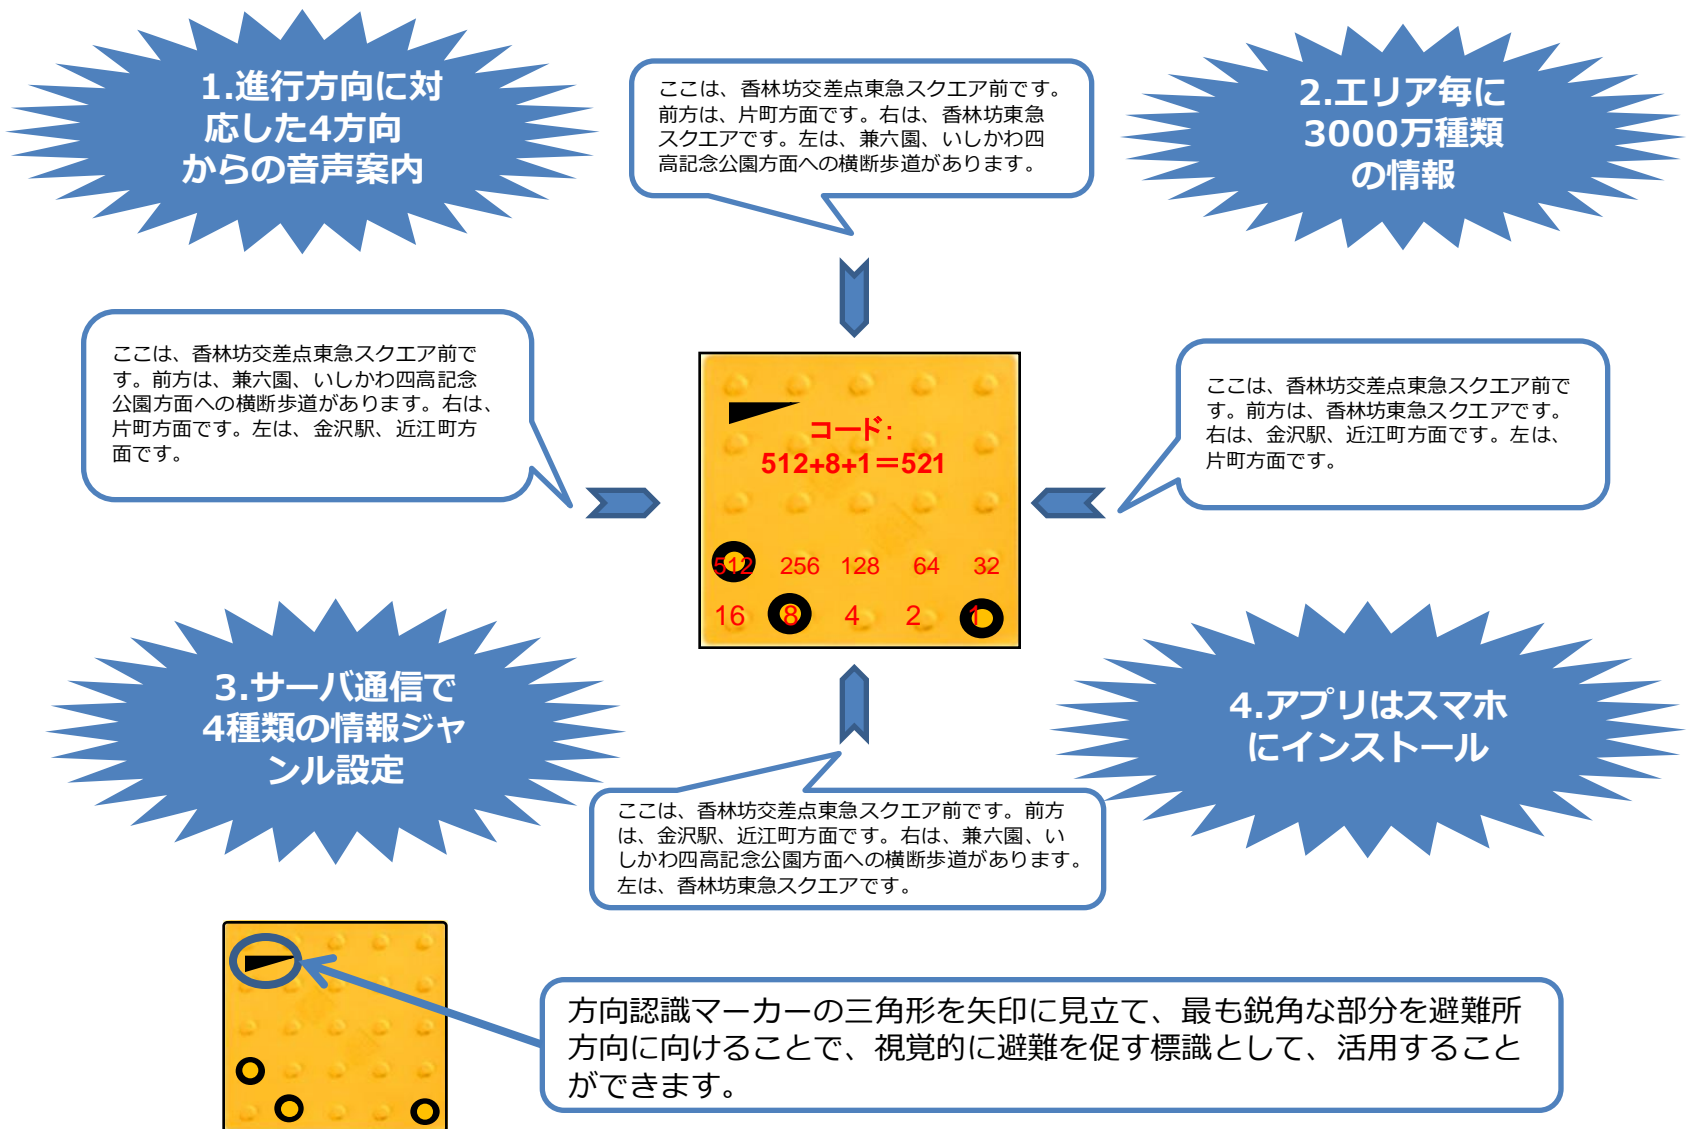 1.進行方向に対
応した4方向
からの音声案内
ここは、香林坊交差点東急スクエア前です。
前方は、片町方面です。右は、香林坊東急
スクエアです。左は、兼六園、いしかわ四
高記念公園方面への横断歩道があります。
2.エリア毎に
3000万種類
の情報
ここは、香林坊交差点東急スクエア前で
す。前方は、兼六園、いしかわ四高記念
公園方面への横断歩道があります。右は、
片町方面です。左は、金沢駅、近江町方
面です。
コード：
512+8+1＝521
512 256 128 64 32
16 8 4 2 1
ここは、香林坊交差点東急スクエア前で
す。前方は、香林坊東急スクエアです。
右は、金沢駅、近江町方面です。左は、
片町方面です。
3.サーバ通信で
4種類の情報ジャ
ンル設定
ここは、香林坊交差点東急スクエア前です。前方
は、金沢駅、近江町方面です。右は、兼六園、い
しかわ四高記念公園方面への横断歩道があります。
左は、香林坊東急スクエアです。
4.アプリはスマホ
にインストール
方向認識マーカーの三角形を矢印に見立て、最も鋭角な部分を避難所
方向に向けることで、視覚的に避難を促す標識として、活用すること
ができます。